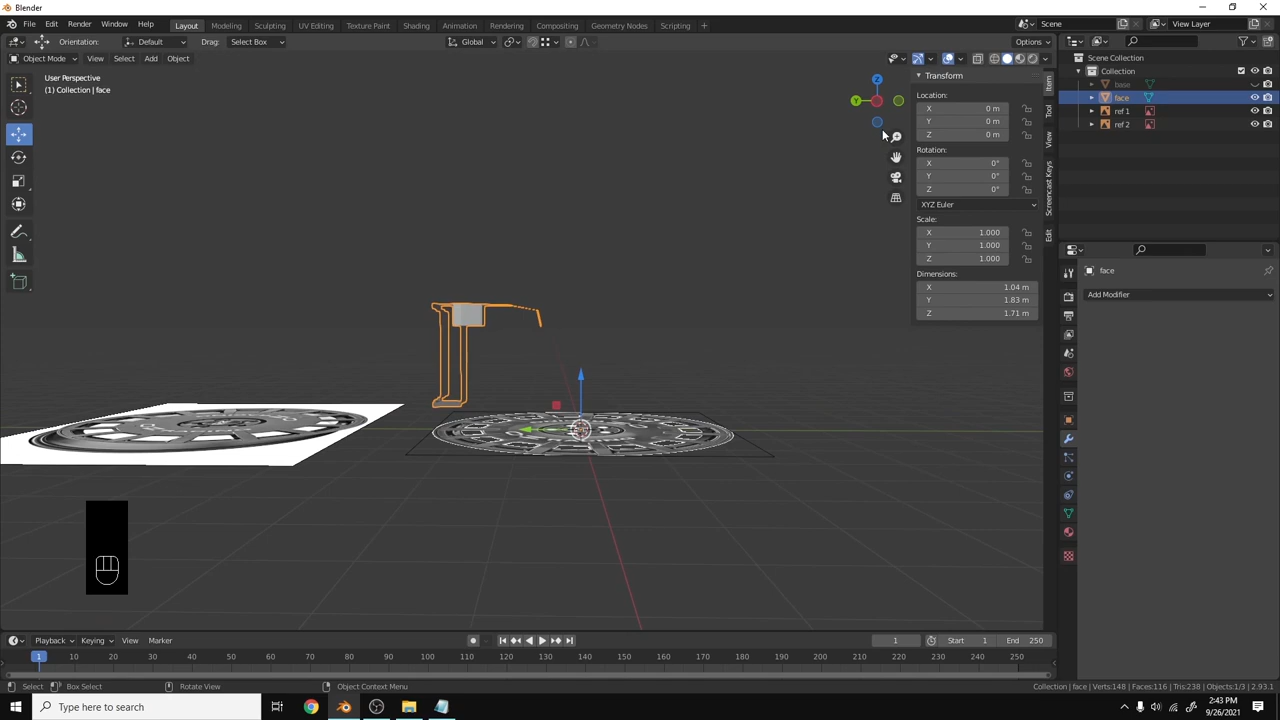 Blender
File Edit Render Window Help Layout Modeling Sculpting UV Editing Texture Paint Shading Animation Rendering Compositing Geometry Nodes Scripting + Scene View Layer
Orientation: Default Drag: Select Box Global Options
Object Mode View Select Add Object
User Perspective
(1) Collection | face
Z
Y
Transform
Location:
X 0 m
Y 0 m
Z 0 m
Rotation:
X 0°
Y 0°
Z 0°
XYZ Euler
Scale:
X 1.000
Y 1.000
Z 1.000
Dimensions:
X 1.04 m
Y 1.83 m
Z 1.71 m
Item
Tool
View
Screencast Keys
Edit
Scene Collection
Collection
base
face
ref 1
ref 2
face
Add Modifier
Playback Keying View Marker 1 Start 1 End 250
1 10 20 30 40 50 60 70 80 90 100 110 120 130 140 150 160 170 180 190 200 210 220 230 240 250
Select Box Select Rotate View Object Context Menu Collection | face | Verts:148 | Faces:116 | Tris:238 | Objects:1/3 | 2.93.1
Type here to search
2:43 PM
9/26/2021